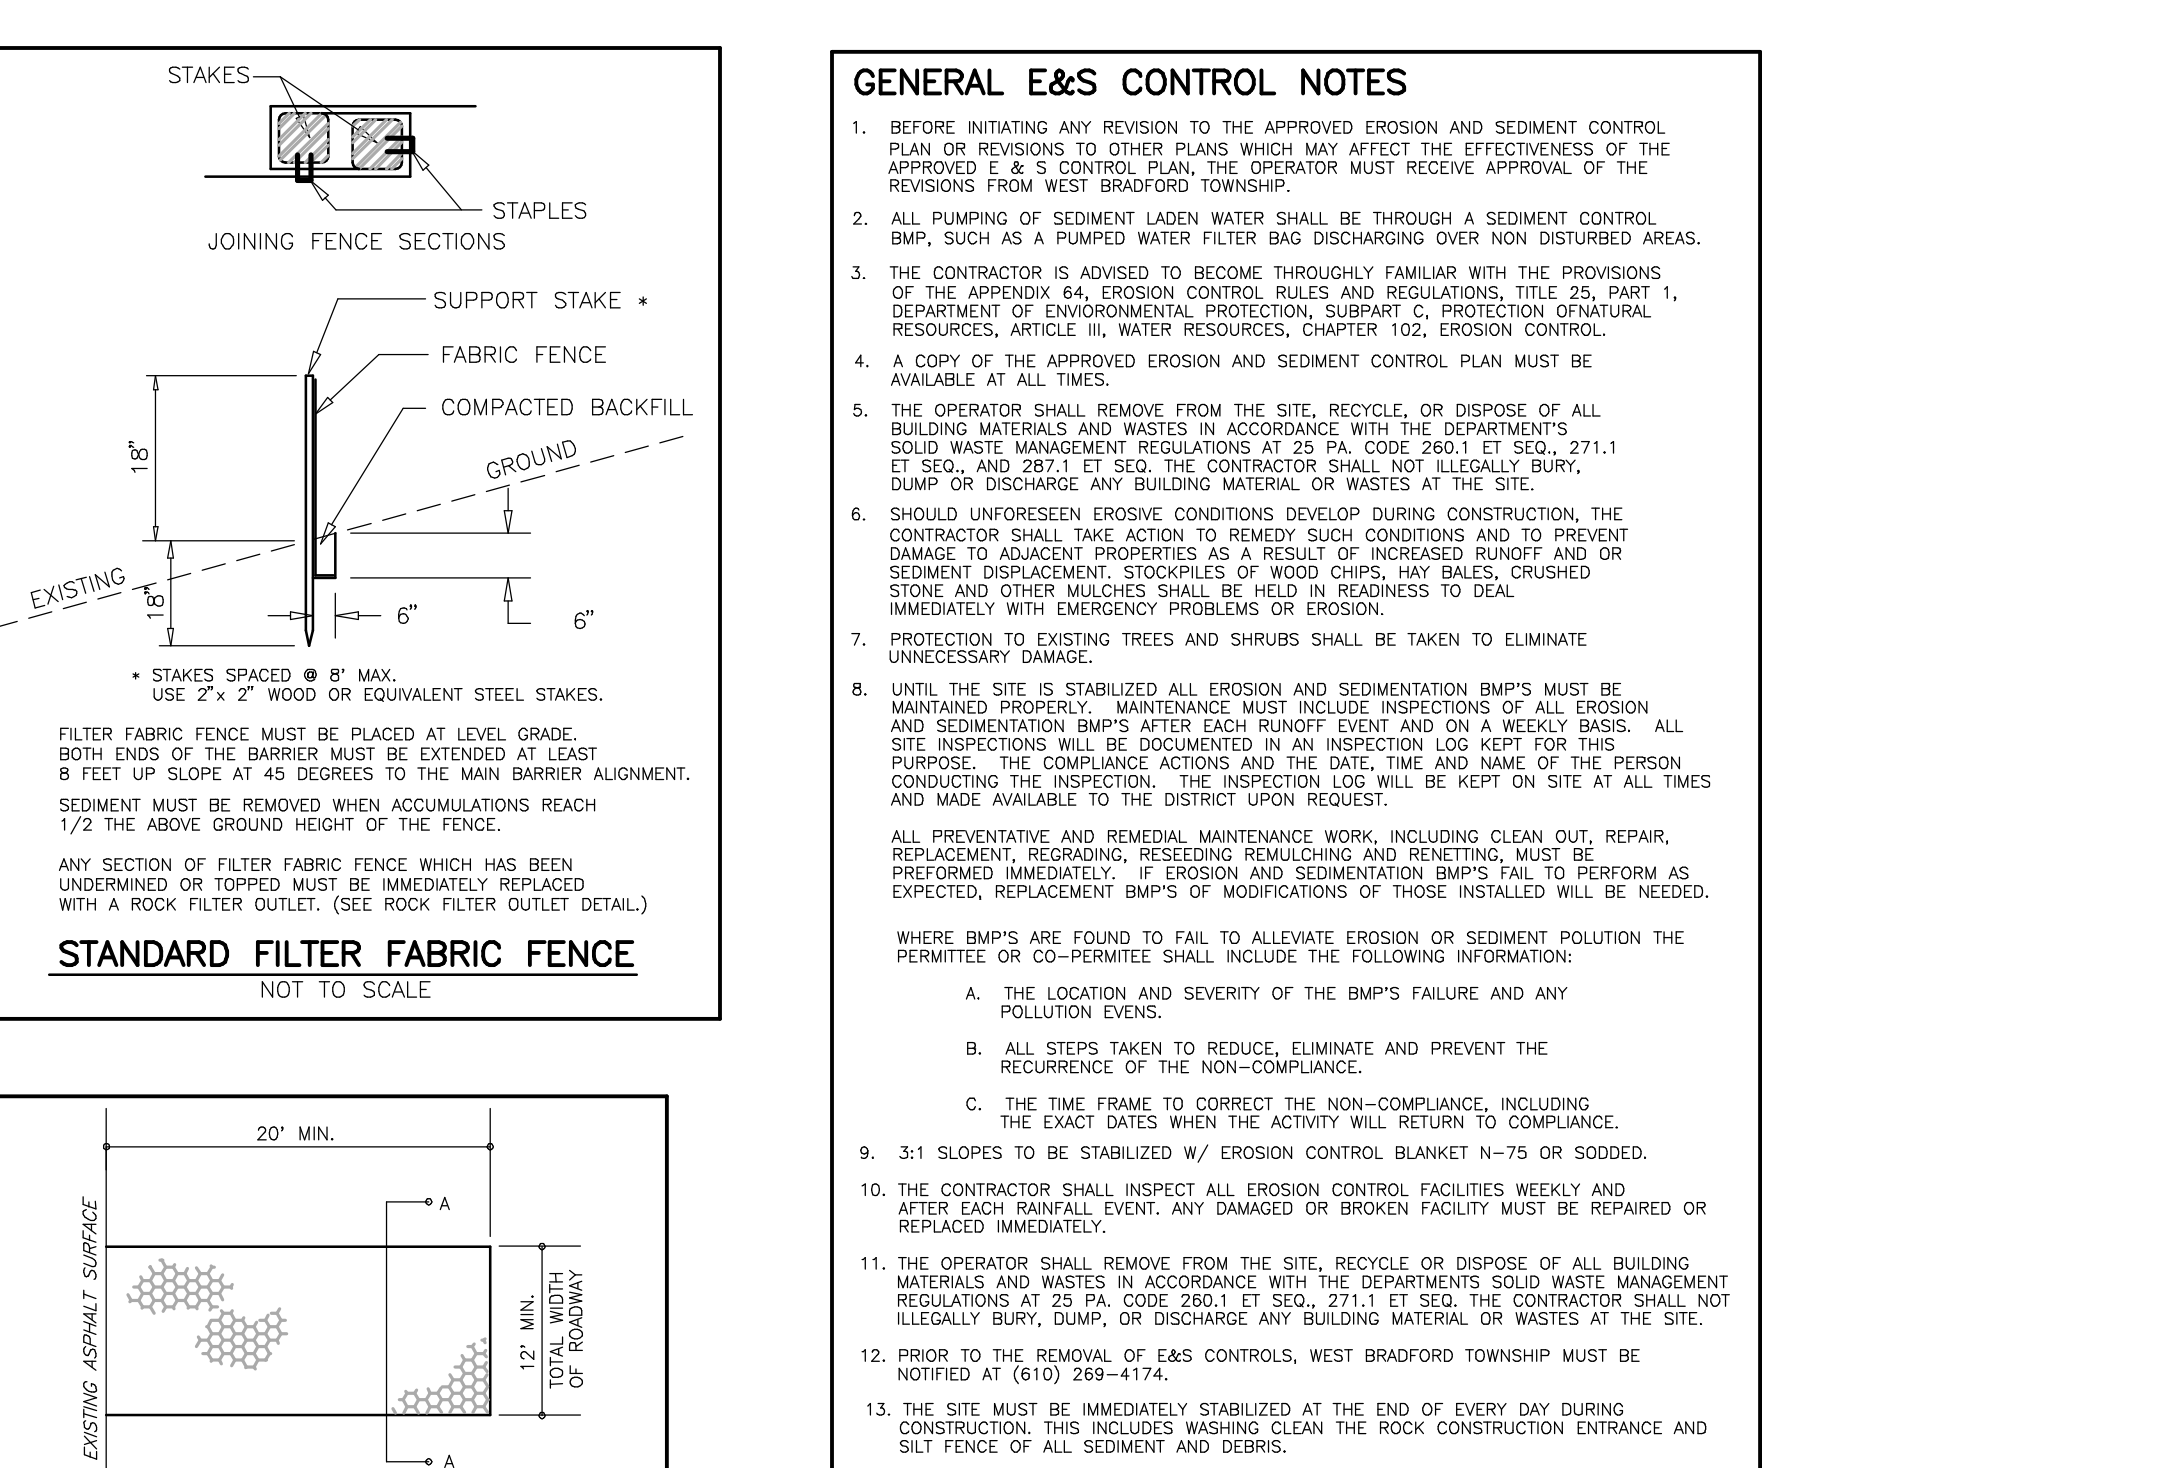 STAKES
STAPLES
JOINING FENCE SECTIONS
SUPPORT STAKE *
FABRIC FENCE
COMPACTED BACKFILL
GROUND
18"
EXISTING
18"
6"
6"
* STAKES SPACED @ 8' MAX.
USE 2"x 2" WOOD OR EQUIVALENT STEEL STAKES.
FILTER FABRIC FENCE MUST BE PLACED AT LEVEL GRADE.
BOTH ENDS OF THE BARRIER MUST BE EXTENDED AT LEAST
8 FEET UP SLOPE AT 45 DEGREES TO THE MAIN BARRIER ALIGNMENT.
SEDIMENT MUST BE REMOVED WHEN ACCUMULATIONS REACH
1/2 THE ABOVE GROUND HEIGHT OF THE FENCE.
ANY SECTION OF FILTER FABRIC FENCE WHICH HAS BEEN
UNDERMINED OR TOPPED MUST BE IMMEDIATELY REPLACED
WITH A ROCK FILTER OUTLET. (SEE ROCK FILTER OUTLET DETAIL.)
STANDARD FILTER FABRIC FENCE
NOT TO SCALE
20' MIN.
A
EXISTING ASPHALT SURFACE
12' MIN.
TOTAL WIDTH
OF ROADWAY
A
GENERAL E&S CONTROL NOTES
1. BEFORE INITIATING ANY REVISION TO THE APPROVED EROSION AND SEDIMENT CONTROL
PLAN OR REVISIONS TO OTHER PLANS WHICH MAY AFFECT THE EFFECTIVENESS OF THE
APPROVED E & S CONTROL PLAN, THE OPERATOR MUST RECEIVE APPROVAL OF THE
REVISIONS FROM WEST BRADFORD TOWNSHIP.
2. ALL PUMPING OF SEDIMENT LADEN WATER SHALL BE THROUGH A SEDIMENT CONTROL
BMP, SUCH AS A PUMPED WATER FILTER BAG DISCHARGING OVER NON DISTURBED AREAS.
3. THE CONTRACTOR IS ADVISED TO BECOME THROUGHLY FAMILIAR WITH THE PROVISIONS
OF THE APPENDIX 64, EROSION CONTROL RULES AND REGULATIONS, TITLE 25, PART 1,
DEPARTMENT OF ENVIORONMENTAL PROTECTION, SUBPART C, PROTECTION OFNATURAL
RESOURCES, ARTICLE III, WATER RESOURCES, CHAPTER 102, EROSION CONTROL.
4. A COPY OF THE APPROVED EROSION AND SEDIMENT CONTROL PLAN MUST BE
AVAILABLE AT ALL TIMES.
5. THE OPERATOR SHALL REMOVE FROM THE SITE, RECYCLE, OR DISPOSE OF ALL
BUILDING MATERIALS AND WASTES IN ACCORDANCE WITH THE DEPARTMENT'S
SOLID WASTE MANAGEMENT REGULATIONS AT 25 PA. CODE 260.1 ET SEQ., 271.1
ET SEQ., AND 287.1 ET SEQ. THE CONTRACTOR SHALL NOT ILLEGALLY BURY,
DUMP OR DISCHARGE ANY BUILDING MATERIAL OR WASTES AT THE SITE.
6. SHOULD UNFORESEEN EROSIVE CONDITIONS DEVELOP DURING CONSTRUCTION, THE
CONTRACTOR SHALL TAKE ACTION TO REMEDY SUCH CONDITIONS AND TO PREVENT
DAMAGE TO ADJACENT PROPERTIES AS A RESULT OF INCREASED RUNOFF AND OR
SEDIMENT DISPLACEMENT. STOCKPILES OF WOOD CHIPS, HAY BALES, CRUSHED
STONE AND OTHER MULCHES SHALL BE HELD IN READINESS TO DEAL
IMMEDIATELY WITH EMERGENCY PROBLEMS OR EROSION.
7. PROTECTION TO EXISTING TREES AND SHRUBS SHALL BE TAKEN TO ELIMINATE
UNNECESSARY DAMAGE.
8. UNTIL THE SITE IS STABILIZED ALL EROSION AND SEDIMENTATION BMP'S MUST BE
MAINTAINED PROPERLY. MAINTENANCE MUST INCLUDE INSPECTIONS OF ALL EROSION
AND SEDIMENTATION BMP'S AFTER EACH RUNOFF EVENT AND ON A WEEKLY BASIS. ALL
SITE INSPECTIONS WILL BE DOCUMENTED IN AN INSPECTION LOG KEPT FOR THIS
PURPOSE. THE COMPLIANCE ACTIONS AND THE DATE, TIME AND NAME OF THE PERSON
CONDUCTING THE INSPECTION. THE INSPECTION LOG WILL BE KEPT ON SITE AT ALL TIMES
AND MADE AVAILABLE TO THE DISTRICT UPON REQUEST.
ALL PREVENTATIVE AND REMEDIAL MAINTENANCE WORK, INCLUDING CLEAN OUT, REPAIR,
REPLACEMENT, REGRADING, RESEEDING REMULCHING AND RENETTING, MUST BE
PREFORMED IMMEDIATELY. IF EROSION AND SEDIMENTATION BMP'S FAIL TO PERFORM AS
EXPECTED, REPLACEMENT BMP'S OF MODIFICATIONS OF THOSE INSTALLED WILL BE NEEDED.
WHERE BMP'S ARE FOUND TO FAIL TO ALLEVIATE EROSION OR SEDIMENT POLUTION THE
PERMITTEE OR CO-PERMITEE SHALL INCLUDE THE FOLLOWING INFORMATION:
A. THE LOCATION AND SEVERITY OF THE BMP'S FAILURE AND ANY
POLLUTION EVENS.
B. ALL STEPS TAKEN TO REDUCE, ELIMINATE AND PREVENT THE
RECURRENCE OF THE NON-COMPLIANCE.
C. THE TIME FRAME TO CORRECT THE NON-COMPLIANCE, INCLUDING
THE EXACT DATES WHEN THE ACTIVITY WILL RETURN TO COMPLIANCE.
9. 3:1 SLOPES TO BE STABILIZED W/ EROSION CONTROL BLANKET N-75 OR SODDED.
10. THE CONTRACTOR SHALL INSPECT ALL EROSION CONTROL FACILITIES WEEKLY AND
AFTER EACH RAINFALL EVENT. ANY DAMAGED OR BROKEN FACILITY MUST BE REPAIRED OR
REPLACED IMMEDIATELY.
11. THE OPERATOR SHALL REMOVE FROM THE SITE, RECYCLE OR DISPOSE OF ALL BUILDING
MATERIALS AND WASTES IN ACCORDANCE WITH THE DEPARTMENTS SOLID WASTE MANAGEMENT
REGULATIONS AT 25 PA. CODE 260.1 ET SEQ., 271.1 ET SEQ. THE CONTRACTOR SHALL NOT
ILLEGALLY BURY, DUMP, OR DISCHARGE ANY BUILDING MATERIAL OR WASTES AT THE SITE.
12. PRIOR TO THE REMOVAL OF E&S CONTROLS, WEST BRADFORD TOWNSHIP MUST BE
NOTIFIED AT (610) 269-4174.
13. THE SITE MUST BE IMMEDIATELY STABILIZED AT THE END OF EVERY DAY DURING
CONSTRUCTION. THIS INCLUDES WASHING CLEAN THE ROCK CONSTRUCTION ENTRANCE AND
SILT FENCE OF ALL SEDIMENT AND DEBRIS.